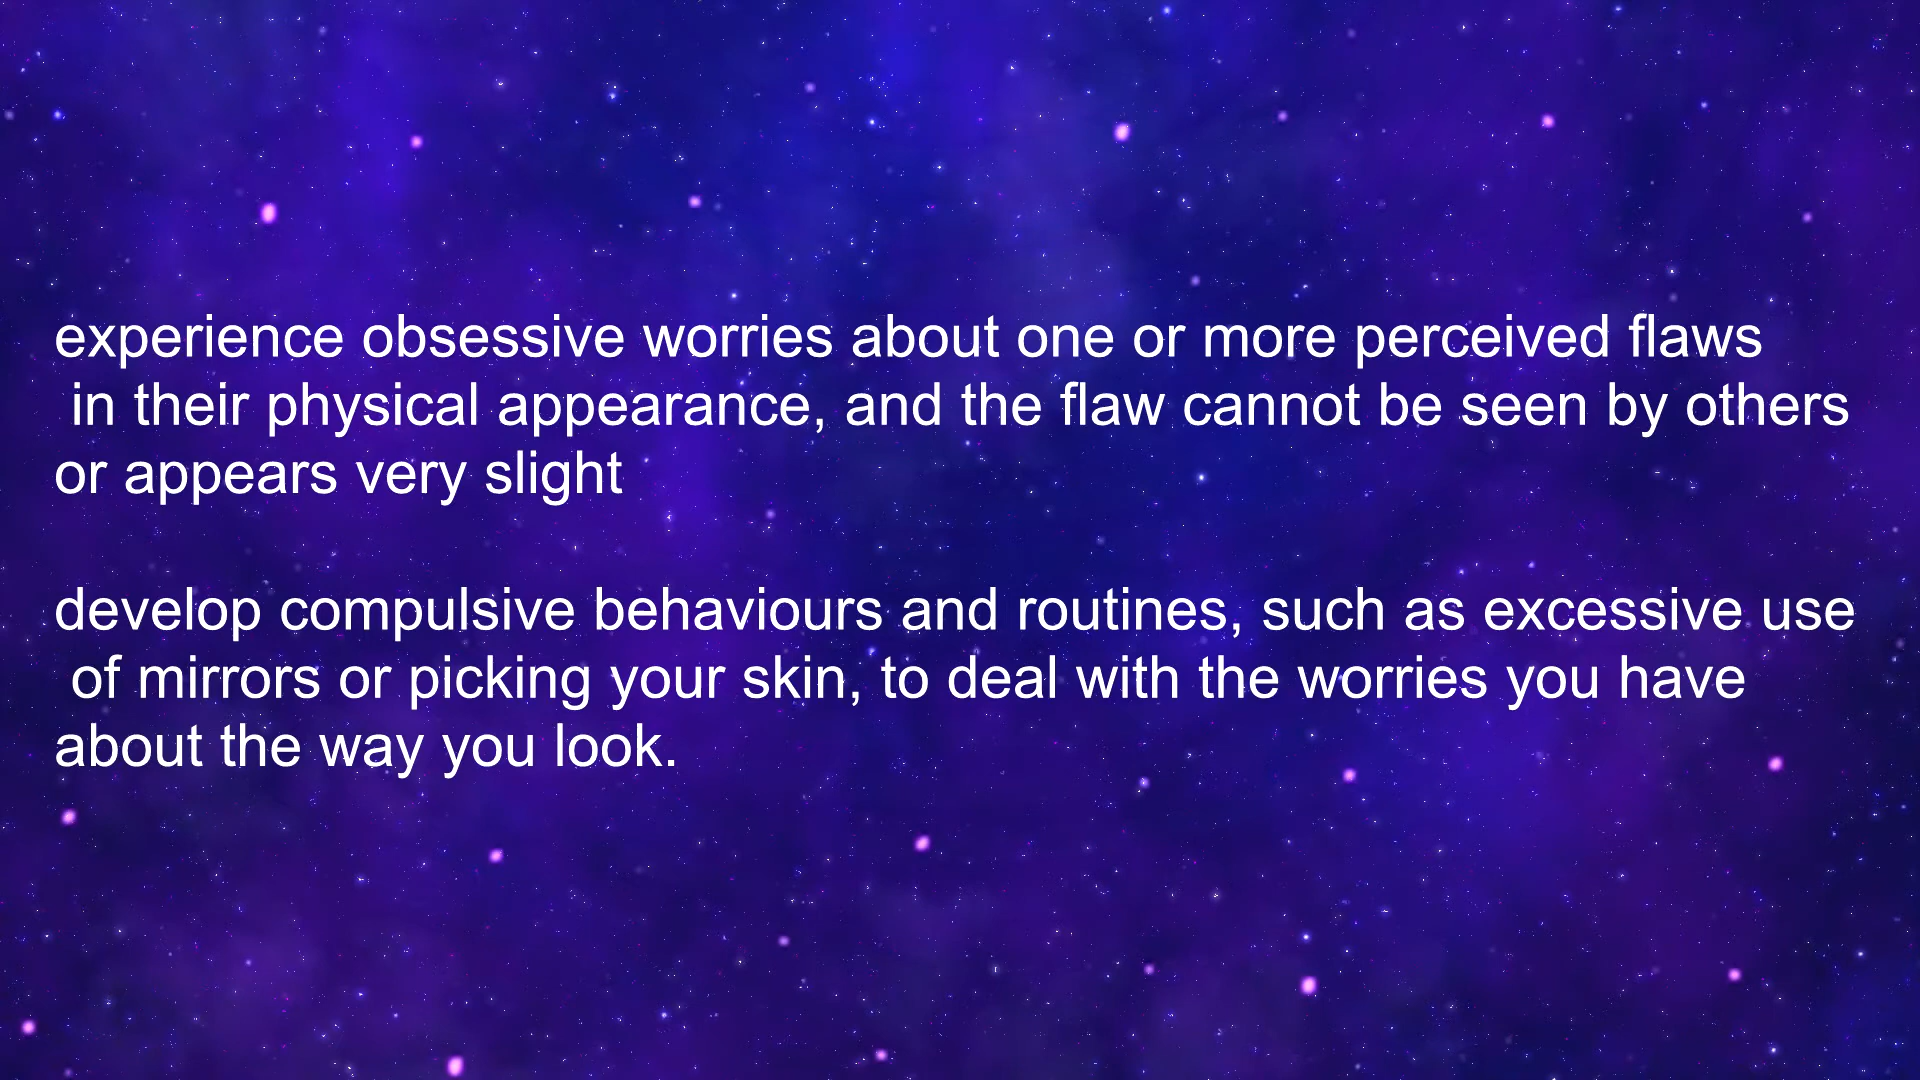 experience obsessive worries about one or more perceived flaws
in their physical appearance, and the flaw cannot be seen by others
or appears very slight
develop compulsive behaviours and routines, such as excessive use
of mirrors or picking your skin, to deal with the worries you have
about the way you look.